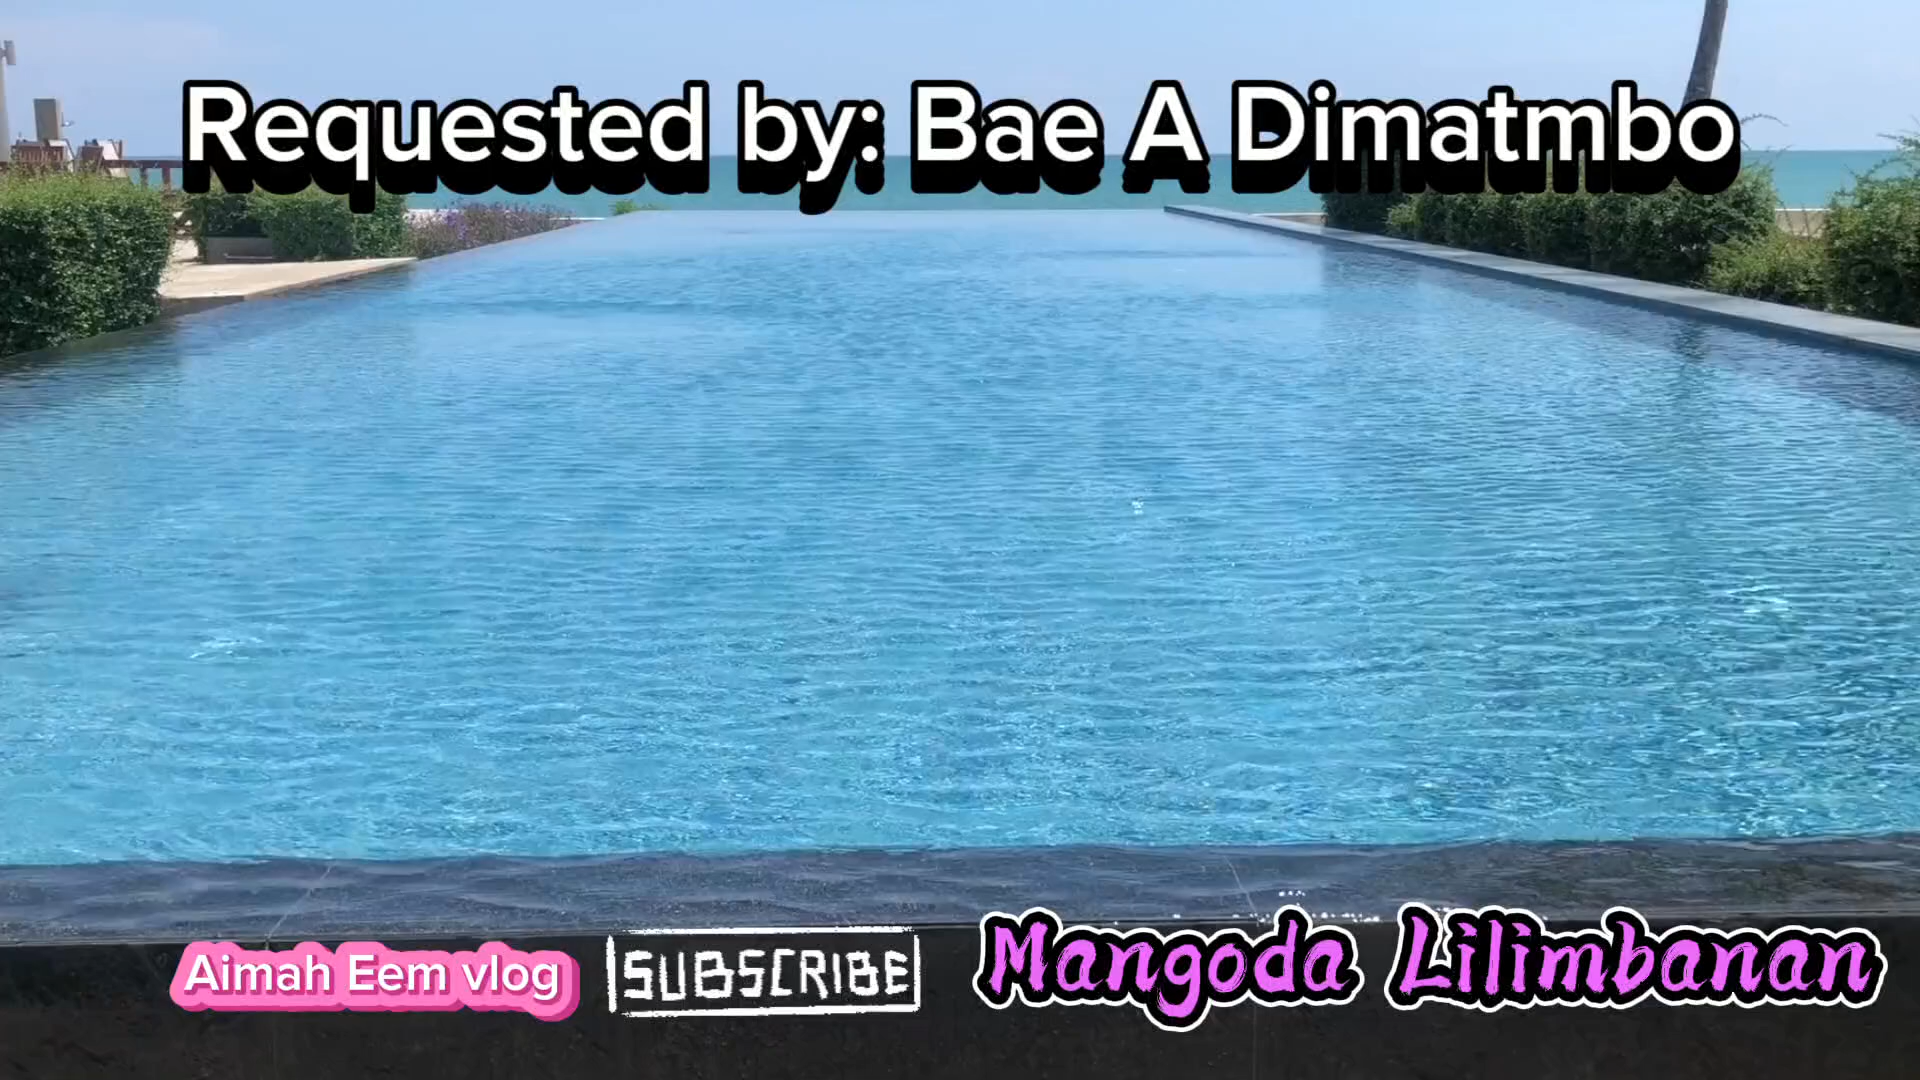 Requested by: Bae A Dimatmbo
Aimah Eem vlog
SUBSCRIBE
Mangoda Lilimbanan